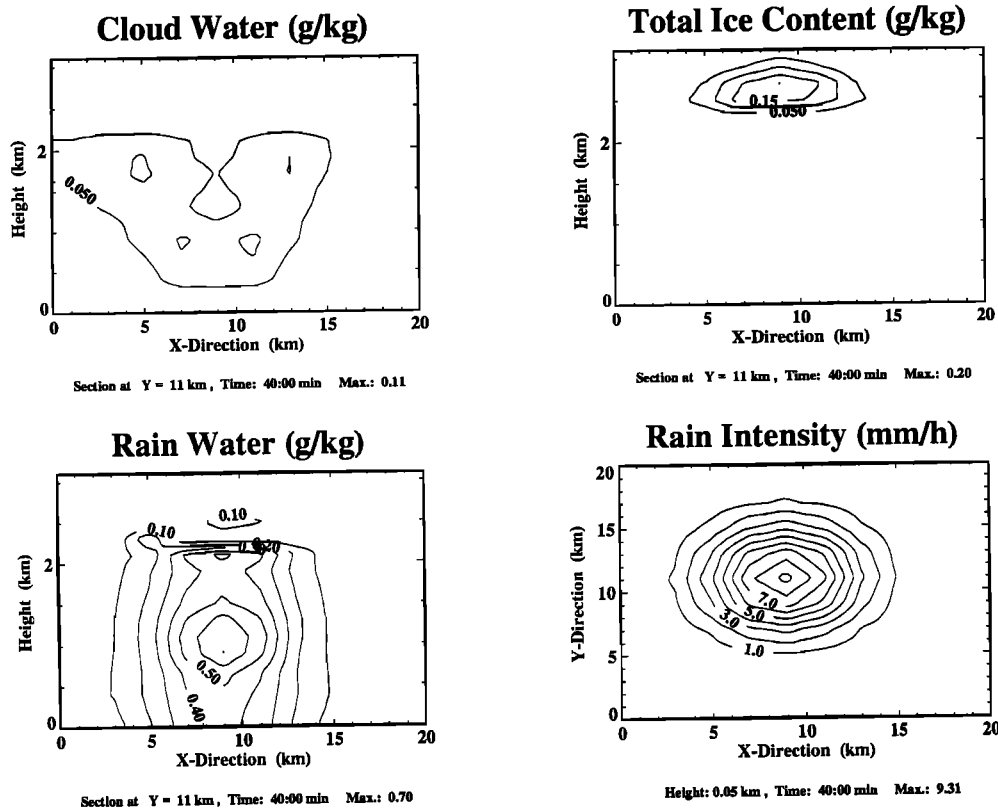 Cloud Water (g/kg)
2
0
Height (km)
0.050
0 5 10 15 20
X-Direction (km)
Section at Y = 11 km , Time: 40:00 min Max.: 0.11
Total Ice Content (g/kg)
2
0
Height (km)
0.15
0.050
0 5 10 15 20
X-Direction (km)
Section at Y = 11 km , Time: 40:00 min Max.: 0.20
Rain Water (g/kg)
2
0
Height (km)
0.10
0.10
0.50
0.40
0 5 10 15 20
X-Direction (km)
Section at Y = 11 km , Time: 40:00 min Max.: 0.70
Rain Intensity (mm/h)
20
15
10
5
0
Y-Direction (km)
7.0
5.0
3.0
1.0
0 5 10 15 20
X-Direction (km)
Height: 0.05 km , Time: 40:00 min Max.: 9.31